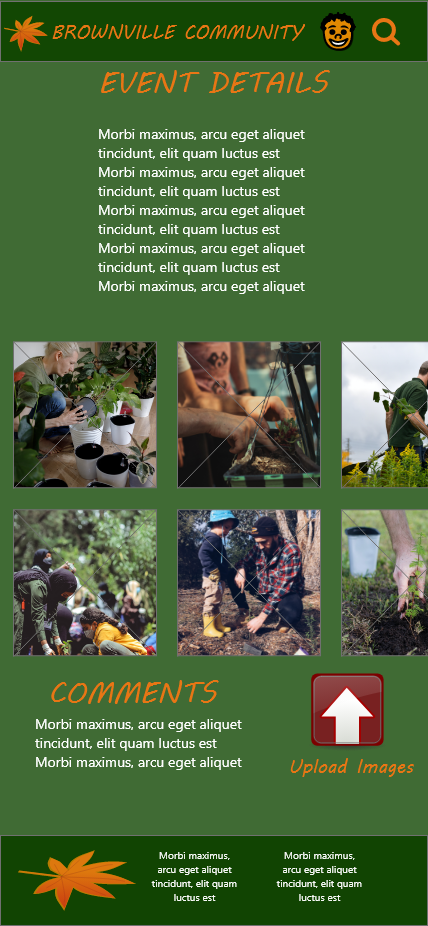 BROWNVILLE COMMUNITY
EVENT DETAILS
Morbi maximus, arcu eget aliquet
tincidunt, elit quam luctus est
Morbi maximus, arcu eget aliquet
tincidunt, elit quam luctus est
Morbi maximus, arcu eget aliquet
tincidunt, elit quam luctus est
Morbi maximus, arcu eget aliquet
tincidunt, elit quam luctus est
Morbi maximus, arcu eget aliquet
COMMENTS
Morbi maximus, arcu eget aliquet
tincidunt, elit quam luctus est
Morbi maximus, arcu eget aliquet
Upload Images
Morbi maximus,
arcu eget aliquet
tincidunt, elit quam
luctus est
Morbi maximus,
arcu eget aliquet
tincidunt, elit quam
luctus est